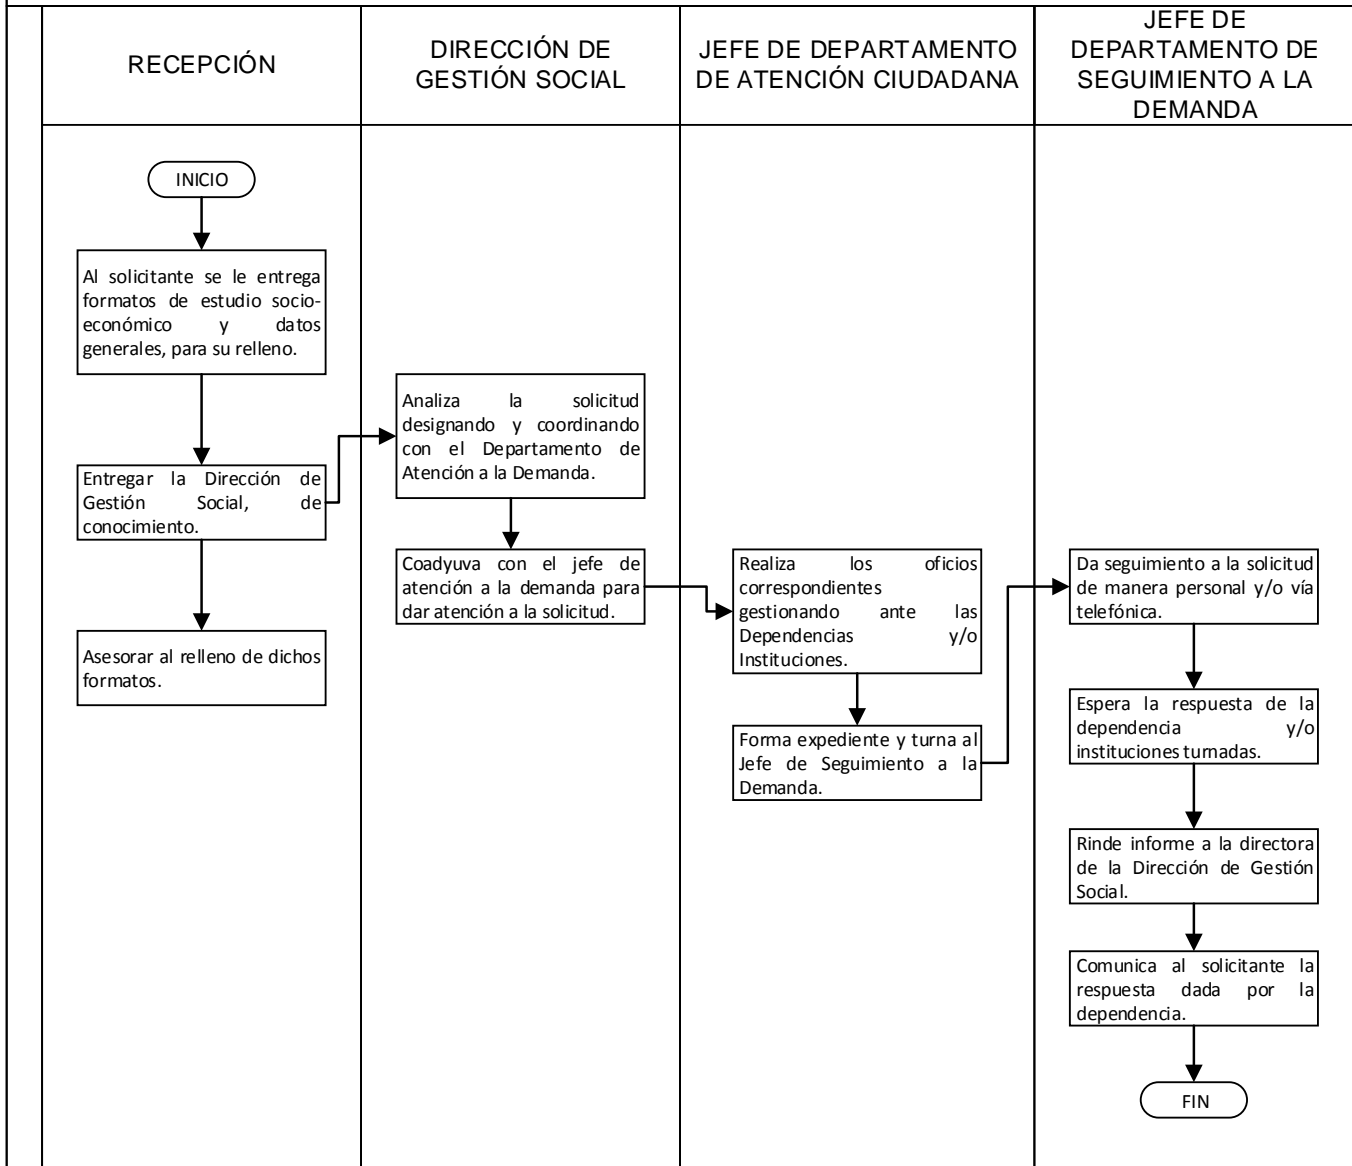 RECEPCIÓN
DIRECCIÓN DE
GESTIÓN SOCIAL
JEFE DE DEPARTAMENTO
DE ATENCIÓN CIUDADANA
JEFE DE
DEPARTAMENTO DE
SEGUIMIENTO A LA
DEMANDA
INICIO
Al solicitante se le entrega
formatos de estudio socio-
económico y datos
generales, para su relleno.
Entregar la Dirección de
Gestión Social, de
conocimiento.
Asesorar al relleno de dichos
formatos.
Analiza la solicitud
designando y coordinando
con el Departamento de
Atención a la Demanda.
Coadyuva con el jefe de
atención a la demanda para
dar atención a la solicitud.
Realiza los oficios
correspondientes
gestionando ante las
Dependencias y/o
Instituciones.
Forma expediente y turna al
Jefe de Seguimiento a la
Demanda.
Da seguimiento a la solicitud
de manera personal y/o vía
telefónica.
Espera la respuesta de la
dependencia y/o
instituciones turnadas.
Rinde informe a la directora
de la Dirección de Gestión
Social.
Comunica al solicitante la
respuesta dada por la
dependencia.
FIN